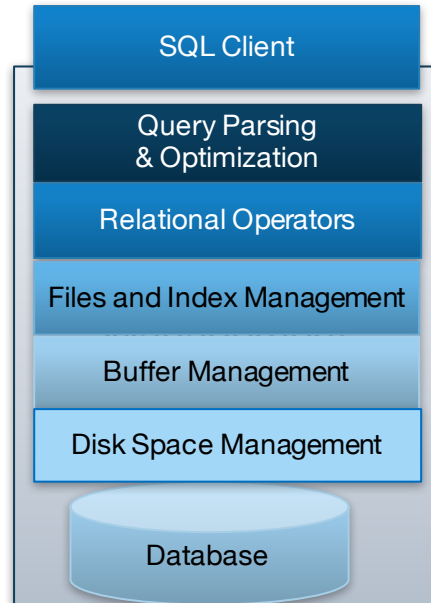 SQL Client
Query Parsing
& Optimization
Relational Operators
Files and Index Management
Buffer Management
Disk Space Management
Database